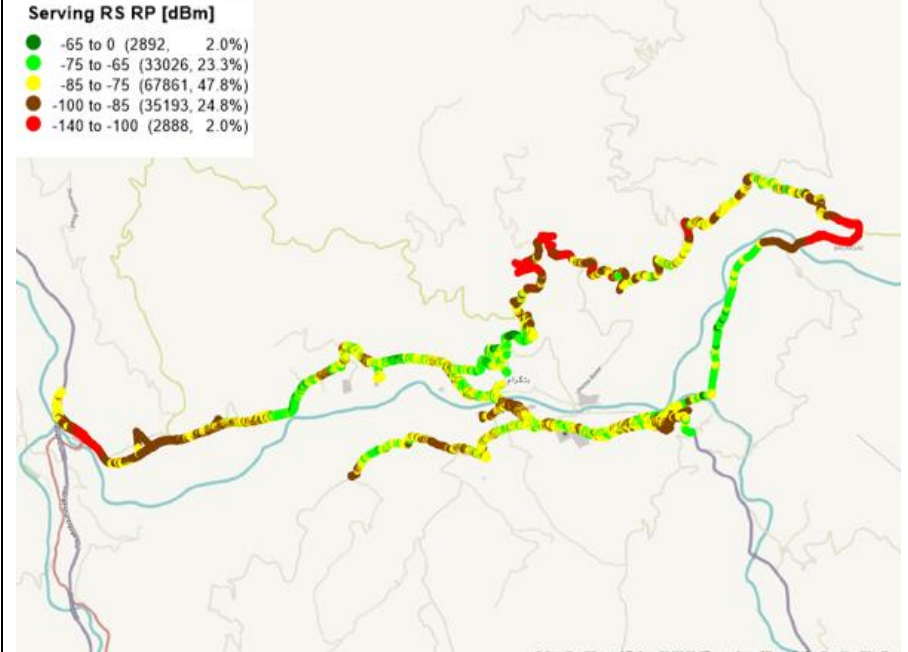 Serving RS RP [dBm]
-65 to 0 (2892, 2.0%)
-75 to -65 (33026, 23.3%)
-85 to -75 (67861, 47.8%)
-100 to -85 (35193, 24.8%)
-140 to -100 (2888, 2.0%)
بٹگرام